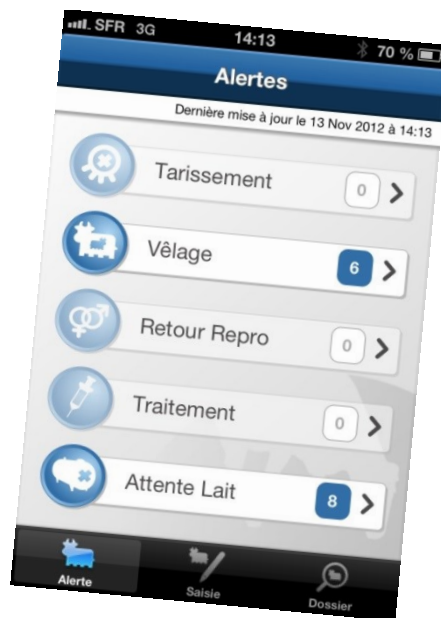 SFR 3G 14:13 70 %
Alertes
Dernière mise à jour le 13 Nov 2012 à 14:13
Tarissement 0
Vêlage 6
Retour Repro 0
Traitement 0
Attente Lait 8
Alerte Saisie Dossier